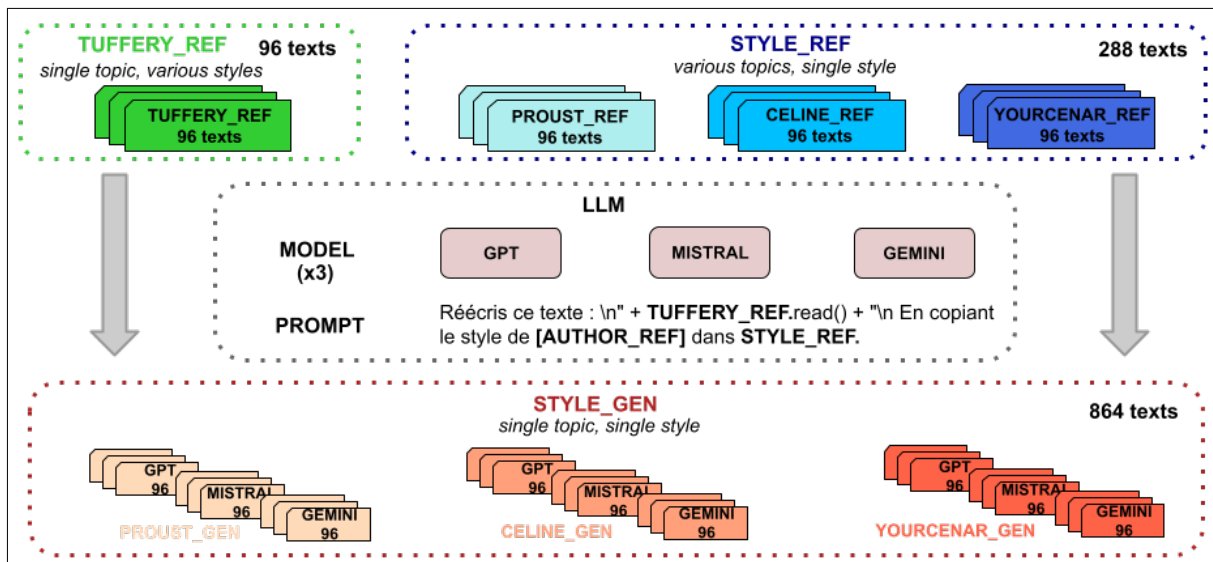 TUFFERY_REF 96 texts
single topic, various styles
TUFFERY_REF
96 texts
STYLE_REF 288 texts
various topics, single style
PROUST_REF
96 texts
CELINE_REF
96 texts
YOURCENAR_REF
96 texts
LLM
MODEL
(x3)
GPT
MISTRAL
GEMINI
PROMPT
Réécris ce texte : \n" + TUFFERY_REF.read() + "\n En copiant
le style de [AUTHOR_REF] dans STYLE_REF.
STYLE_GEN 864 texts
single topic, single style
GPT
96
MISTRAL
96
GEMINI
96
PROUST_GEN
GPT
96
MISTRAL
96
GEMINI
96
CELINE_GEN
GPT
96
MISTRAL
96
GEMINI
96
YOURCENAR_GEN